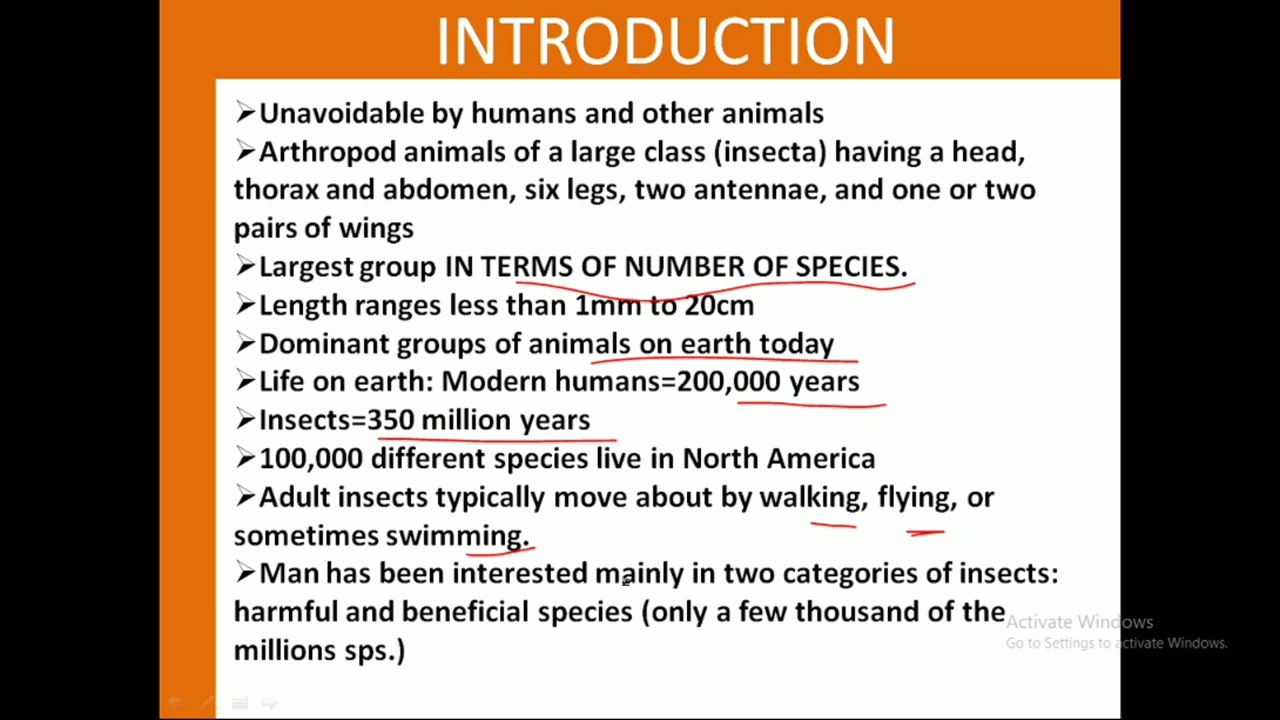 INTRODUCTION
➢Unavoidable by humans and other animals
➢Arthropod animals of a large class (insecta) having a head,
thorax and abdomen, six legs, two antennae, and one or two
pairs of wings
➢Largest group IN TERMS OF NUMBER OF SPECIES.
➢Length ranges less than 1mm to 20cm
➢Dominant groups of animals on earth today
➢Life on earth: Modern humans=200,000 years
➢Insects=350 million years
➢100,000 different species live in North America
➢Adult insects typically move about by walking, flying, or
sometimes swimming.
➢Man has been interested mainly in two categories of insects:
harmful and beneficial species (only a few thousand of the
millions sps.)
Activate Windows
Go to Settings to activate Windows.